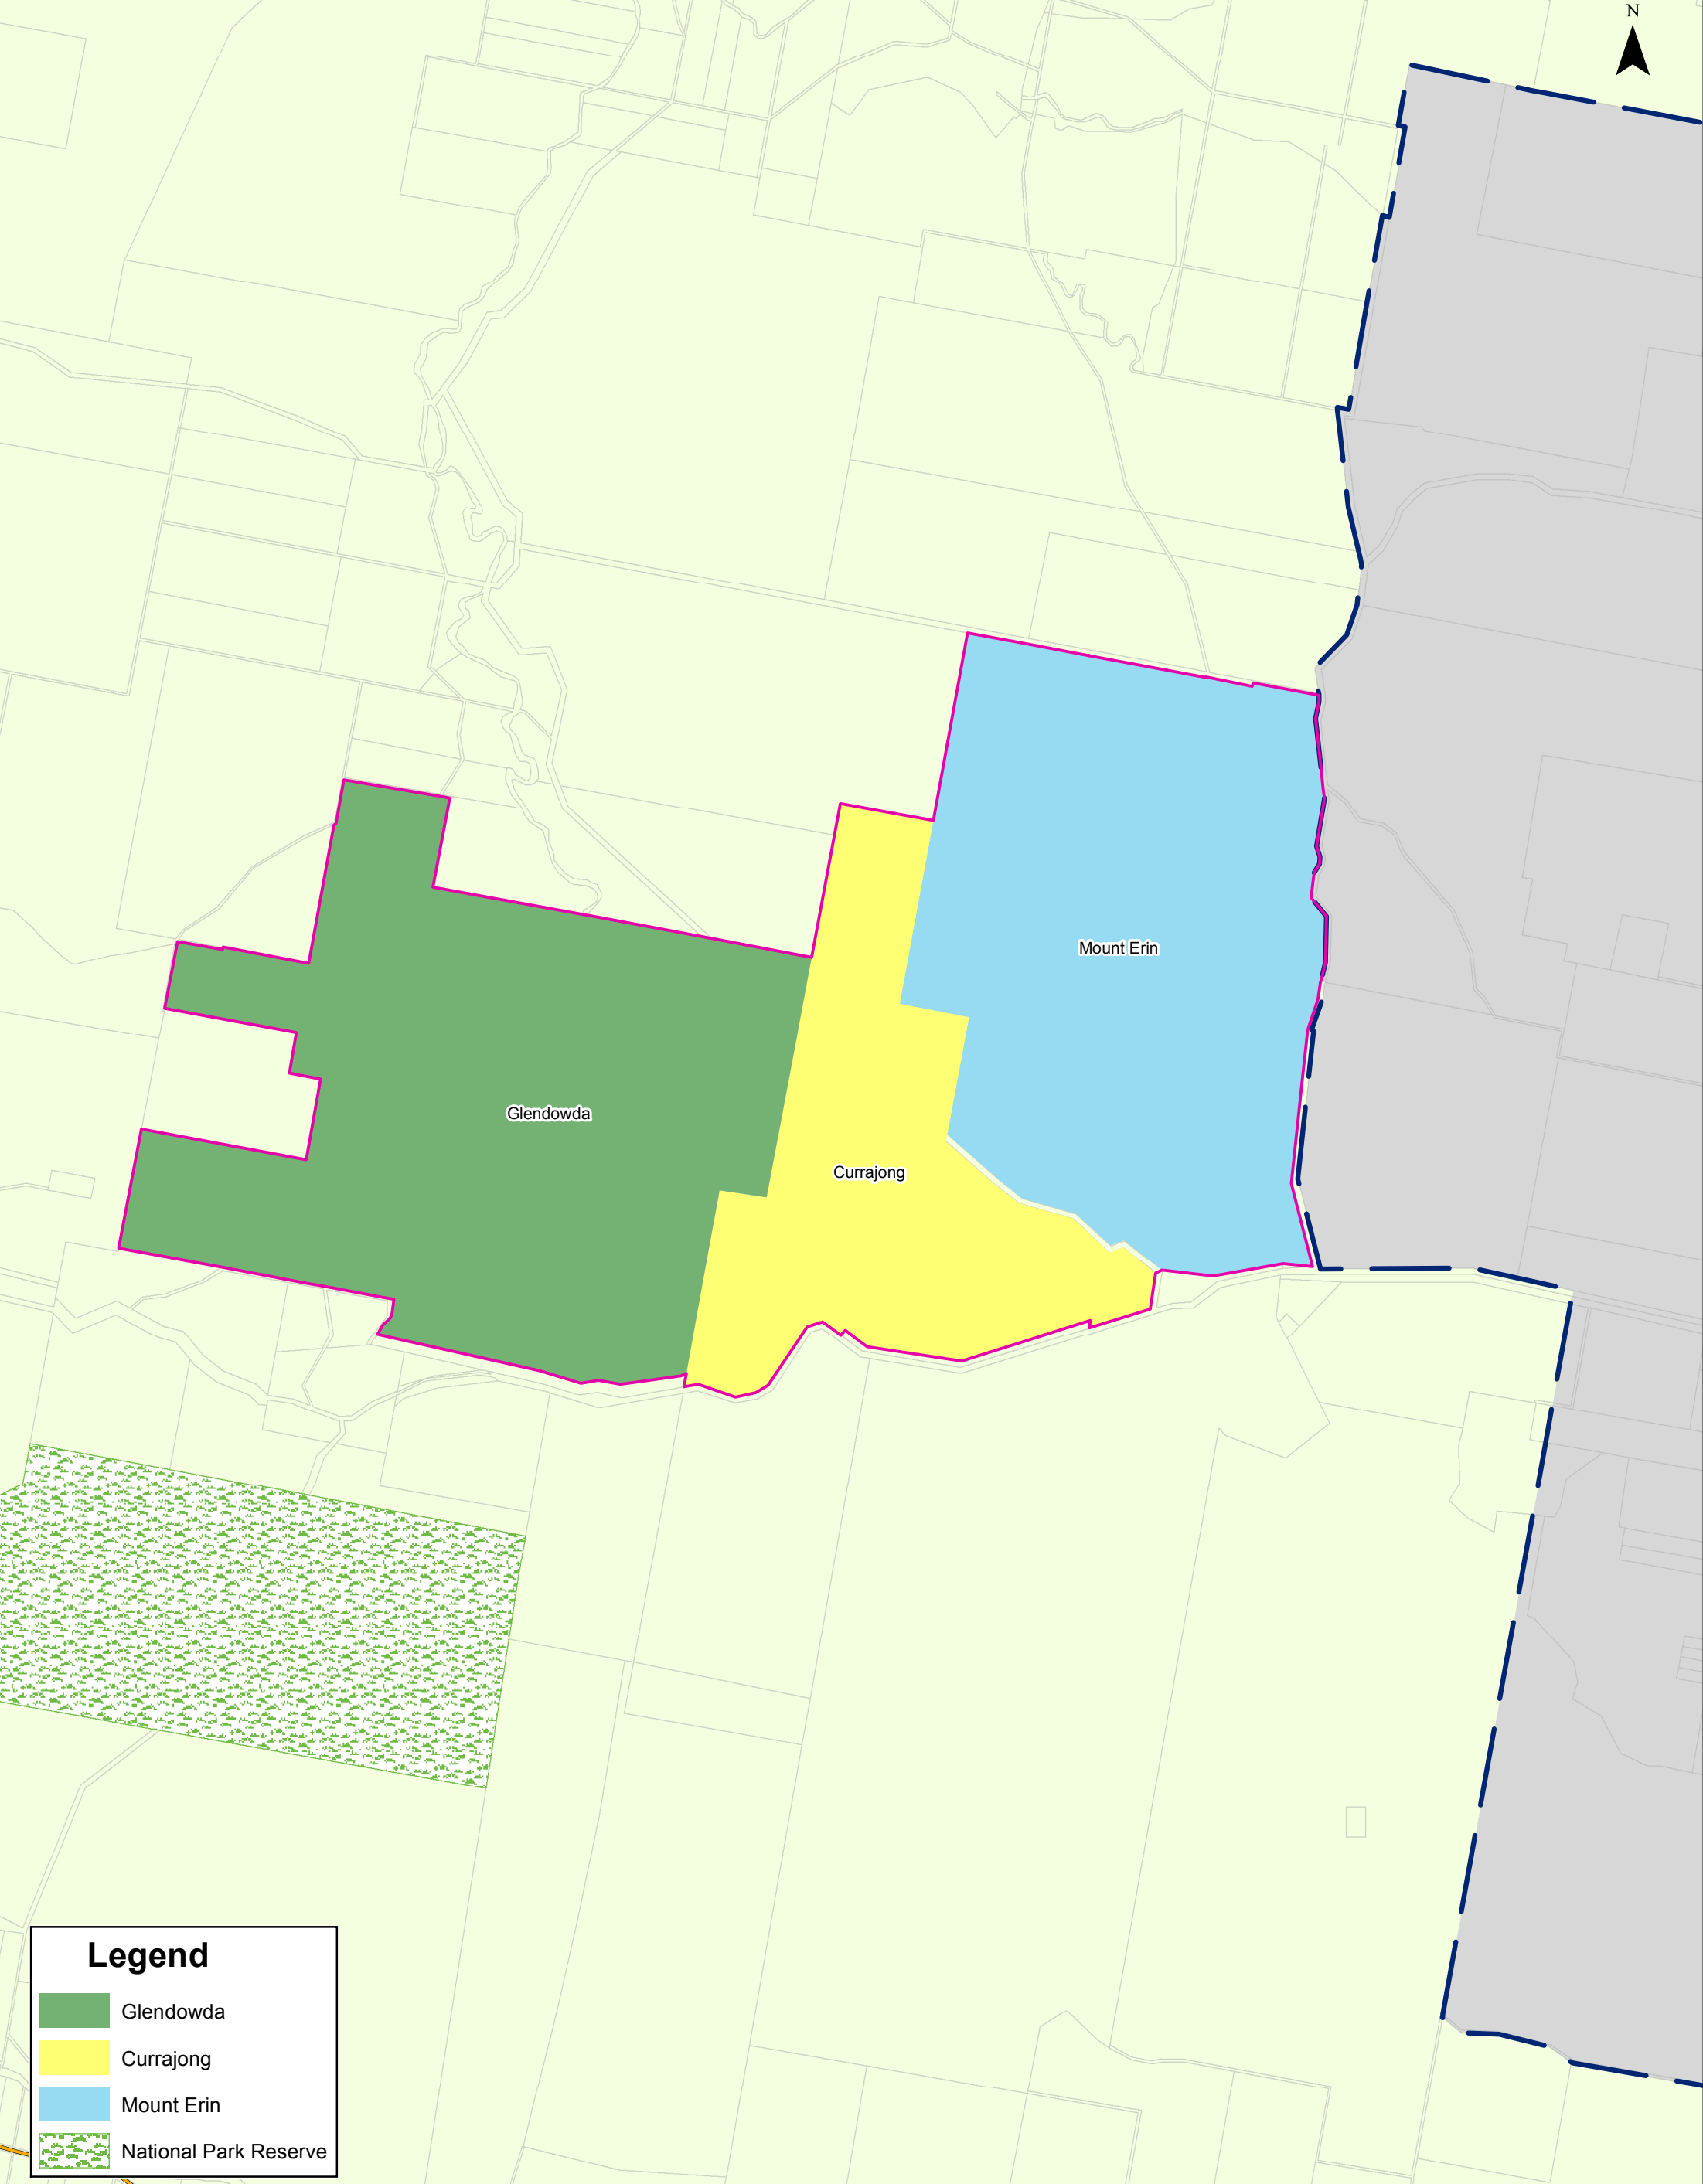 N
Mount Erin
Glendowda
Currajong
Legend
Glendowda
Currajong
Mount Erin
National Park Reserve